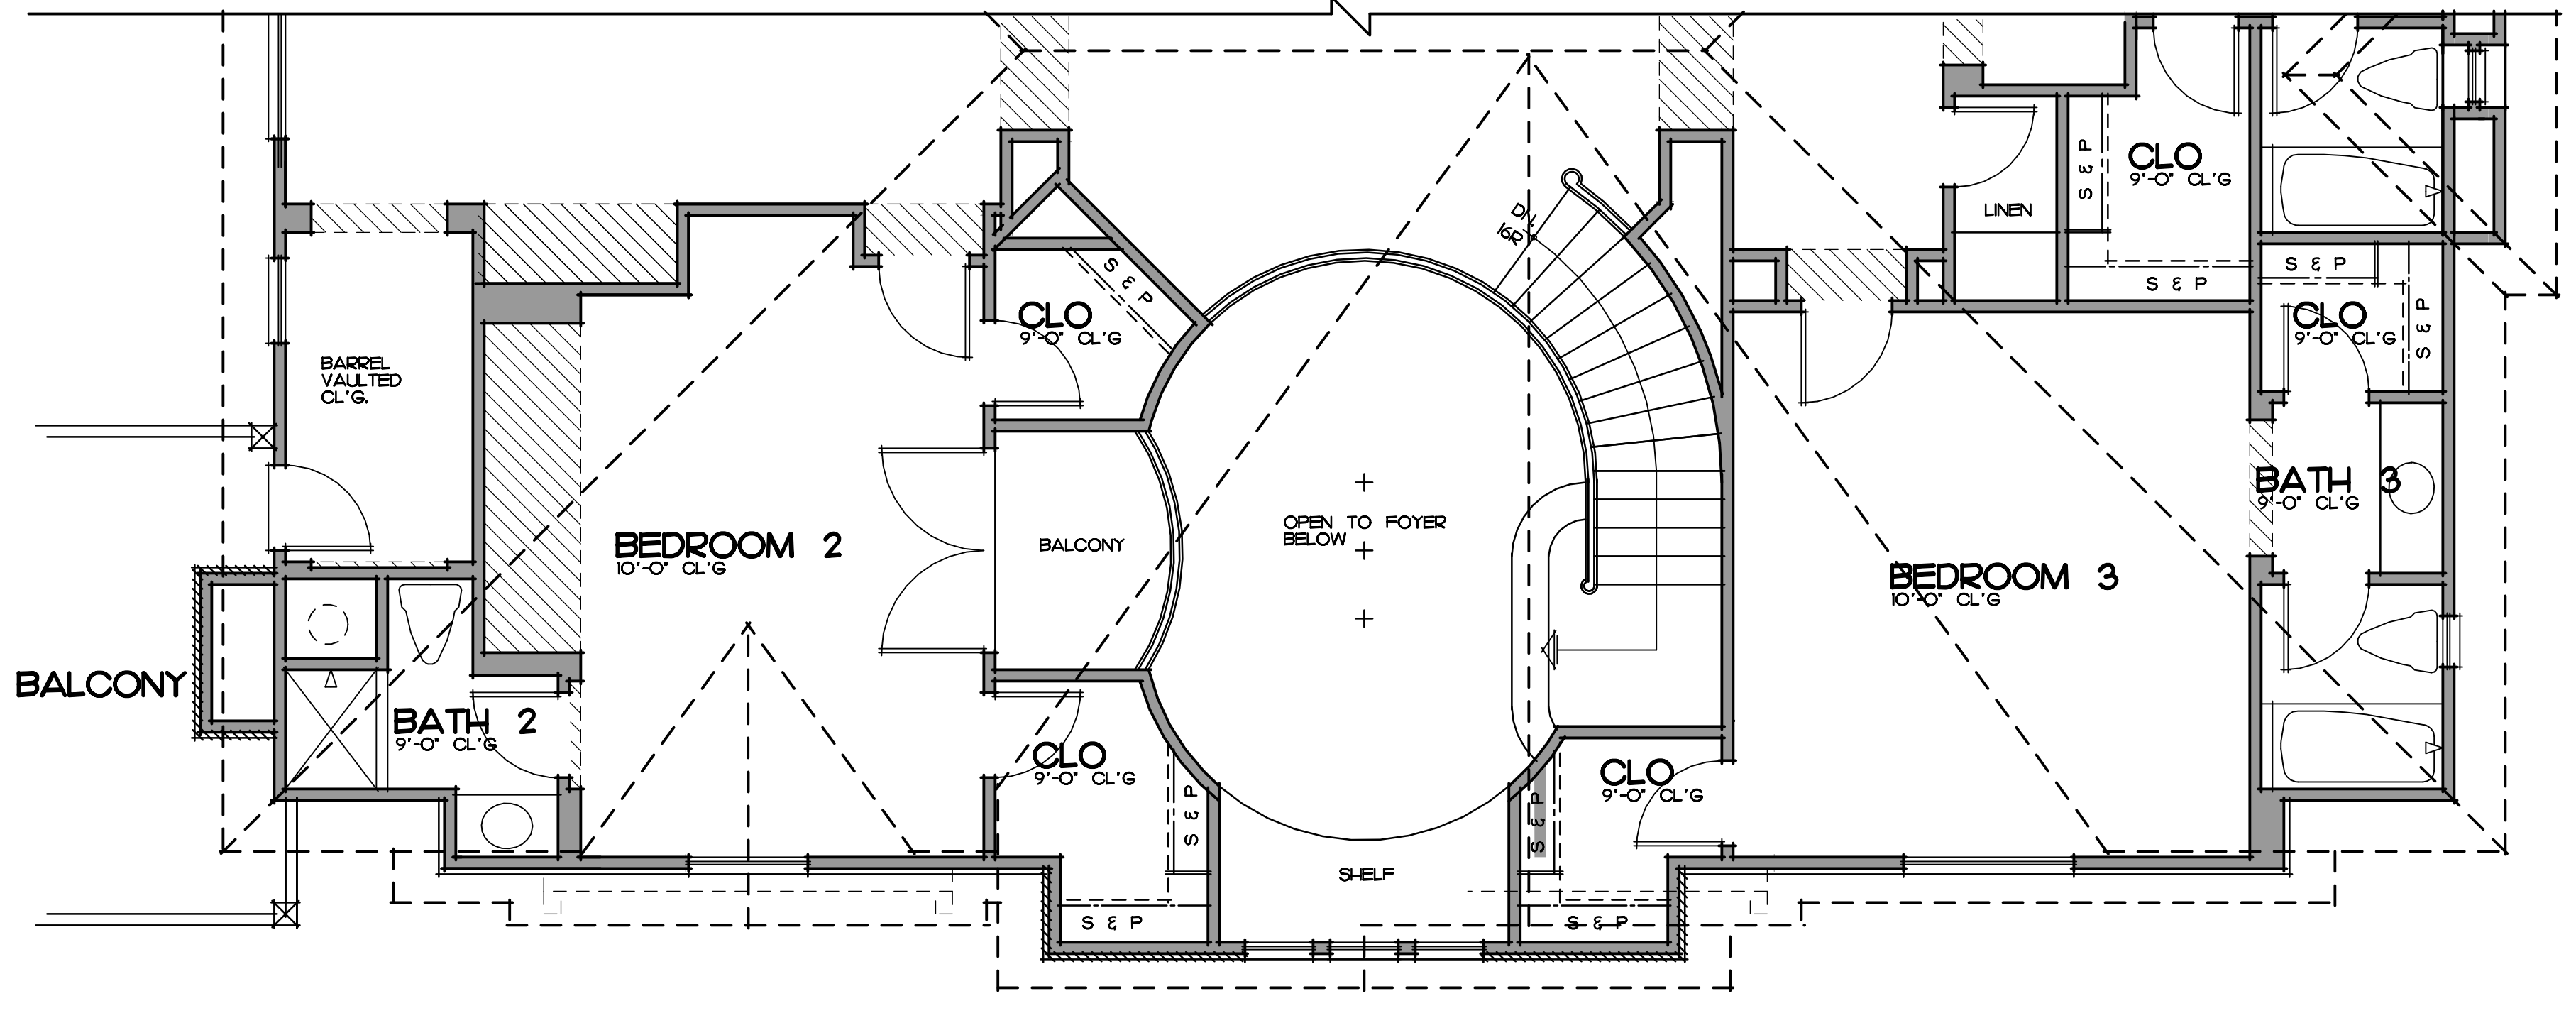 CLO
9'-0" CL'G
S & P
S & P
LINEN
DN.
16R
S & P
CLO
9'-0" CL'G
S & P
S & P
CLO
9'-0" CL'G
BARREL
VAULTED
CL'G.
BEDROOM 2
10'-0" CL'G
BALCONY
OPEN TO FOYER
BELOW
BATH 3
9'-0" CL'G
BEDROOM 3
10'-0" CL'G
BALCONY
BATH 2
9'-0" CL'G
CLO
9'-0" CL'G
S & P
S & P
CLO
9'-0" CL'G
S & P
S & P
SHELF